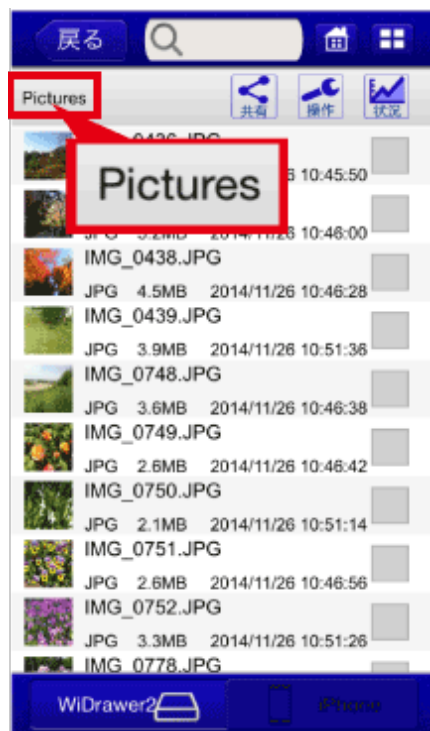 戻る
Pictures
共有 操作 状況
Pictures
10:45:50
JPG 3.2MB 2014/11/26 10:46:00
IMG_0438.JPG
JPG 4.5MB 2014/11/26 10:46:28
IMG_0439.JPG
JPG 3.9MB 2014/11/26 10:51:36
IMG_0748.JPG
JPG 3.6MB 2014/11/26 10:46:38
IMG_0749.JPG
JPG 2.6MB 2014/11/26 10:46:42
IMG_0750.JPG
JPG 2.1MB 2014/11/26 10:51:14
IMG_0751.JPG
JPG 2.6MB 2014/11/26 10:46:56
IMG_0752.JPG
JPG 3.3MB 2014/11/26 10:51:26
IMG_0778.JPG
WiDrawer2 iPhone